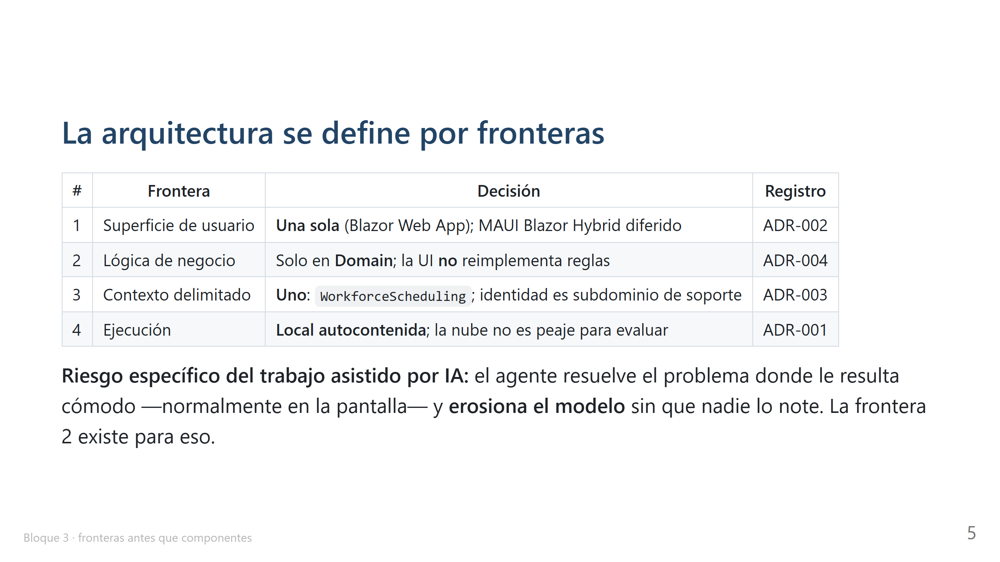 La arquitectura se define por fronteras
# Frontera Decisión Registro
1 Superficie de usuario Una sola (Blazor Web App); MAUI Blazor Hybrid diferido ADR-002
2 Lógica de negocio Solo en Domain; la UI no reimplementa reglas ADR-004
3 Contexto delimitado Uno: WorkforceScheduling; identidad es subdominio de soporte ADR-003
4 Ejecución Local autocontenida; la nube no es peaje para evaluar ADR-001
Riesgo específico del trabajo asistido por IA: el agente resuelve el problema donde le resulta
cómodo —normalmente en la pantalla— y erosiona el modelo sin que nadie lo note. La frontera
2 existe para eso.
Bloque 3 · fronteras antes que componentes
5